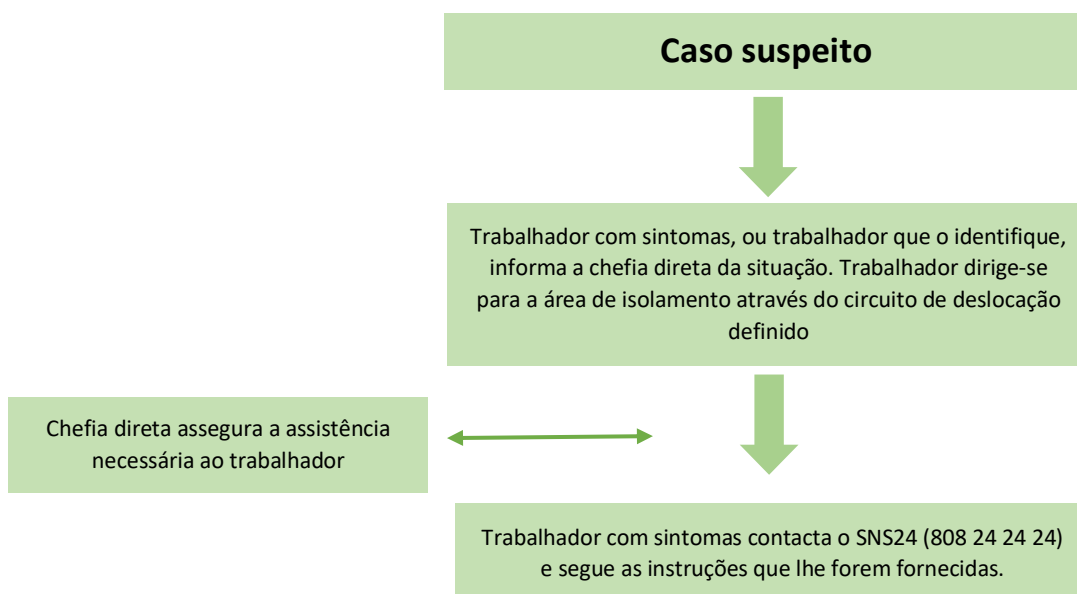 Caso suspeito
Trabalhador com sintomas, ou trabalhador que o identifique,
informa a chefia direta da situação. Trabalhador dirige-se
para a área de isolamento através do circuito de deslocação
definido
Chefia direta assegura a assistência
necessária ao trabalhador
Trabalhador com sintomas contacta o SNS24 (808 24 24 24)
e segue as instruções que lhe forem fornecidas.